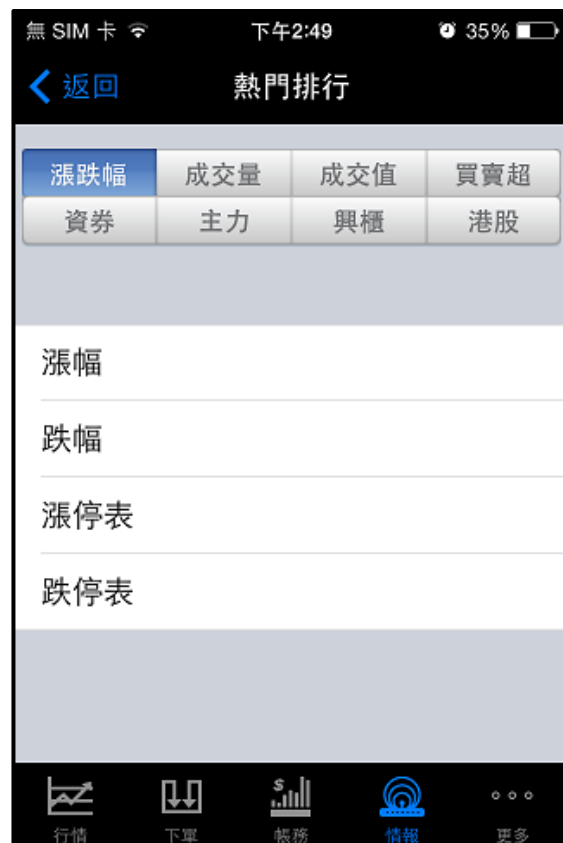 無 SIM 卡 下午2:49 35%
返回 熱門排行
漲跌幅 成交量 成交值 買賣超
資券 主力 興櫃 港股
漲幅
跌幅
漲停表
跌停表
行情 下單 帳務 情報 更多